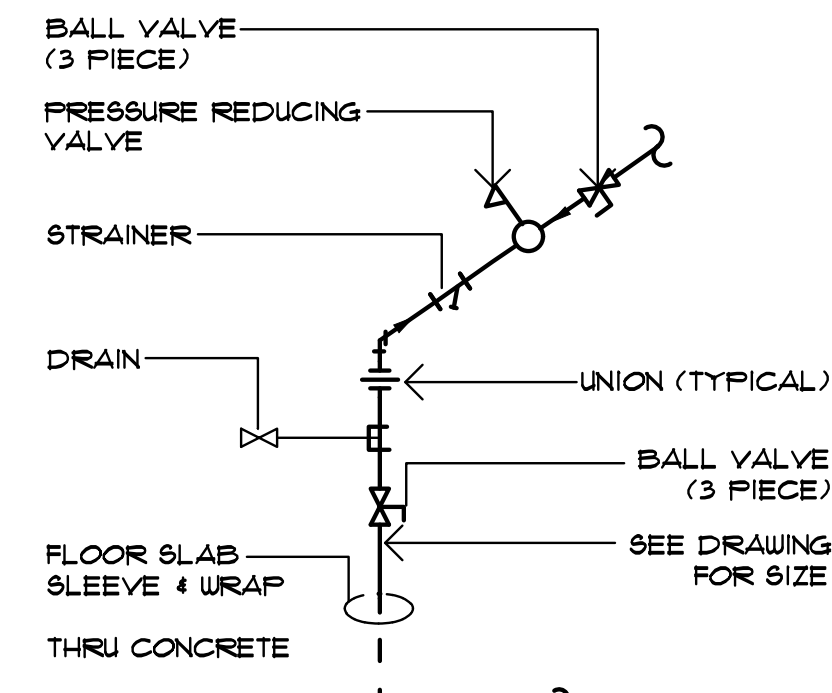 BALL VALVE
(3 PIECE)
PRESSURE REDUCING
VALVE
STRAINER
DRAIN
UNION (TYPICAL)
BALL VALVE
(3 PIECE)
SEE DRAWING
FOR SIZE
FLOOR SLAB
SLEEVE & WRAP
THRU CONCRETE